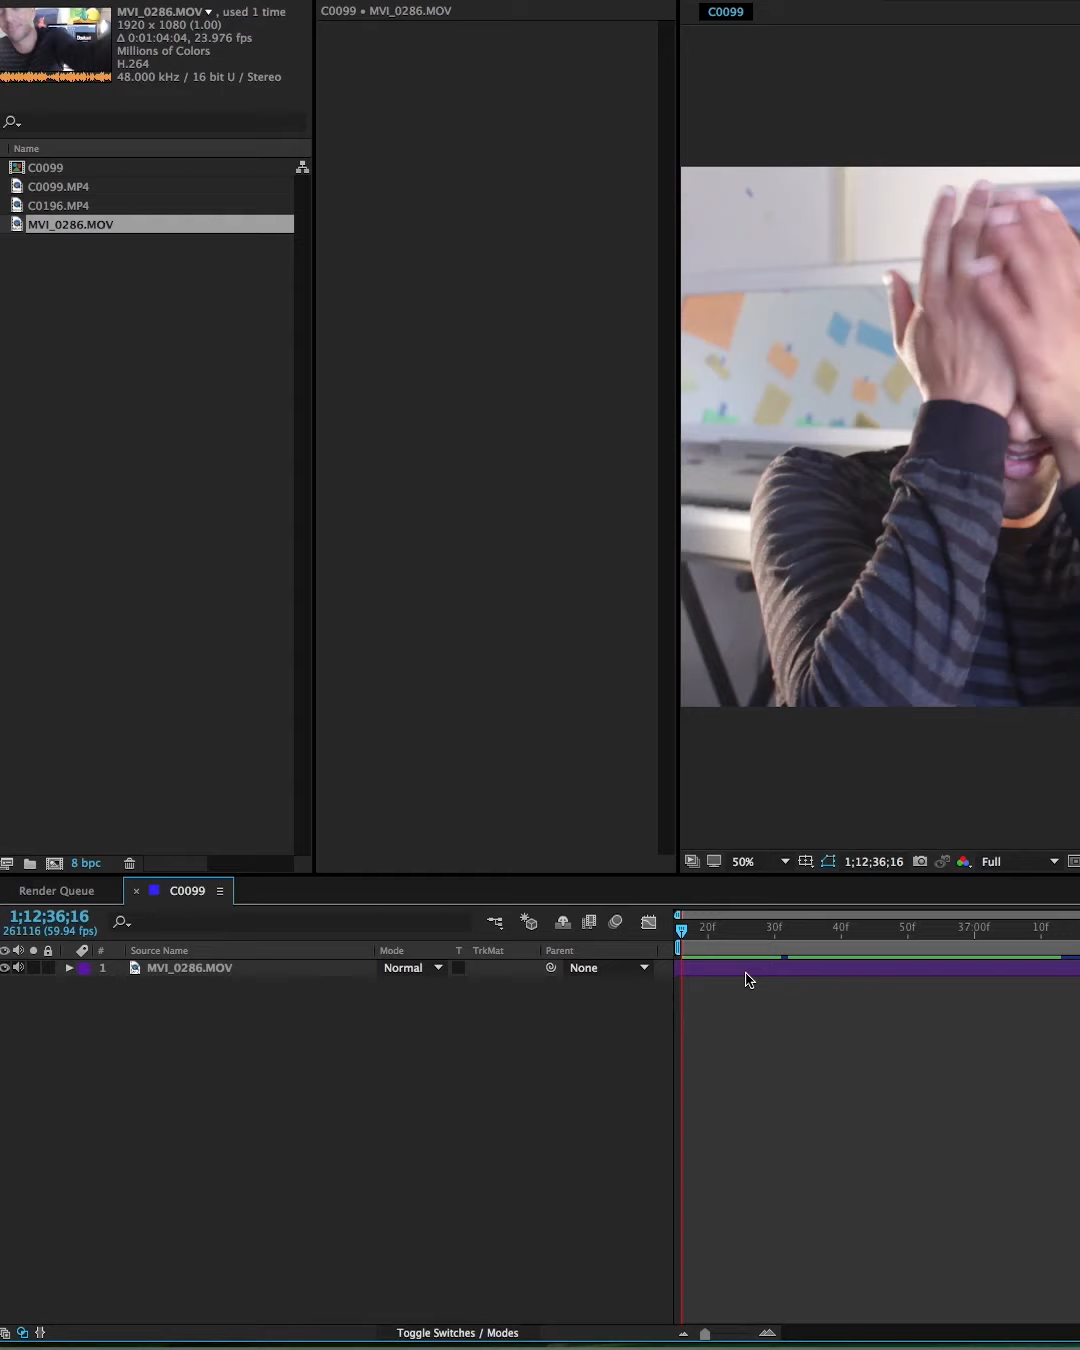 MVI_0286.MOV , used 1 time
1920 x 1080 (1.00)
Δ 0:01:04:04, 23.976 fps
Millions of Colors
H.264
48.000 kHz / 16 bit U / Stereo
C0099 • MVI_0286.MOV
C0099
Name
C0099
C0099.MP4
C0196.MP4
MVI_0286.MOV
8 bpc
50%
1;12;36;16
Full
Render Queue
× C0099
1;12;36;16
261116 (59.94 fps)
20f 30f 40f 50f 37:00f 10f
# Source Name Mode T TrkMat Parent
1 MVI_0286.MOV Normal None
Toggle Switches / Modes